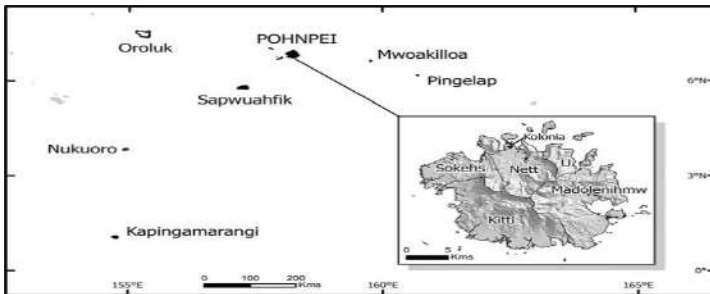 POHNPEI
Oroluk
Mwoakilloa
Pingelap
6°N
Sapwuahfik
Nukuoro
3°N
Kapingamarangi
0°
155°E
0 100 200
Kms
160°E
165°E
Kolonia
U
Sokehs
Nett
Madolenihmw
Kitti
0 5
Kms